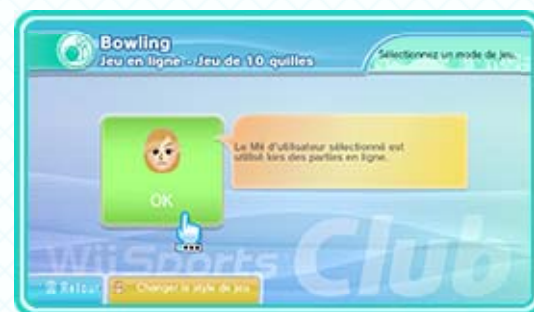 Bowling
Jeu en ligne - Jeu de 10 quilles
Sélectionnez un mode de jeu.
Le Mii d'utilisateur sélectionné est
utilisé lors des parties en ligne.
OK
Wii Sports Club
Retour
Changer le style de jeu